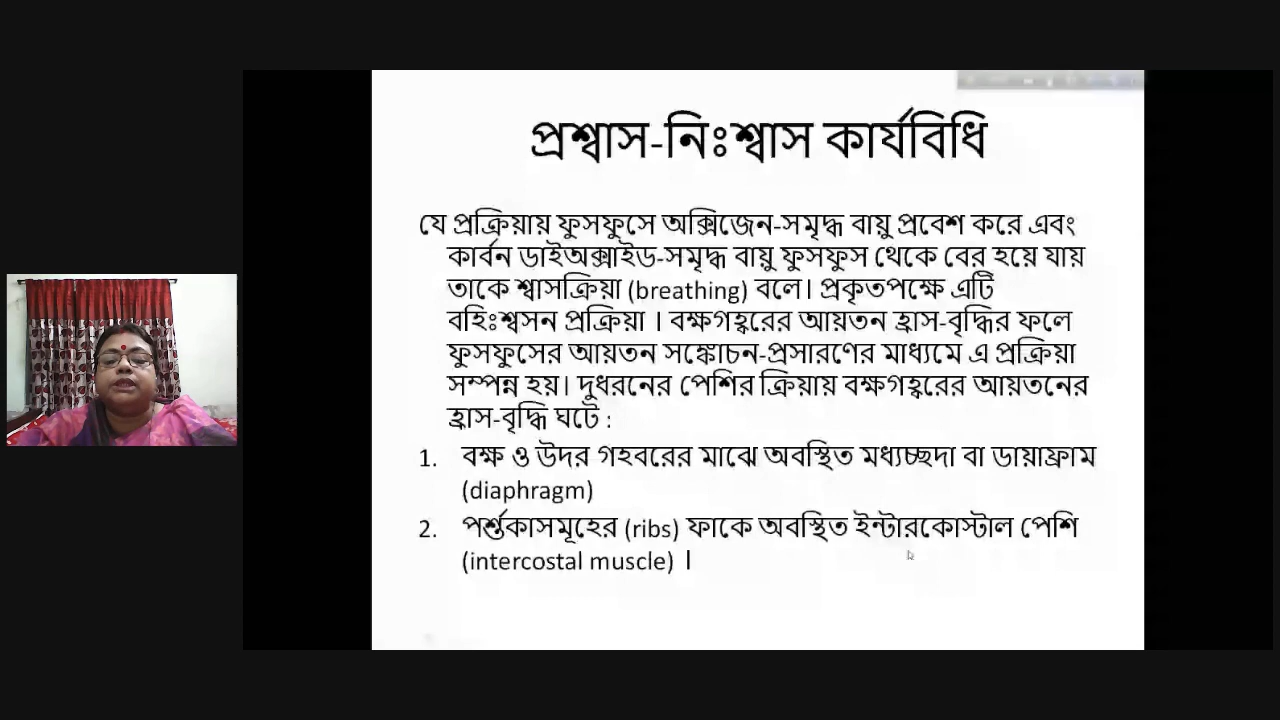 প্রশ্বাস-নিঃশ্বাস কার্যবিধি
যে প্রক্রিয়ায় ফুসফুসে অক্সিজেন-সমৃদ্ধ বায়ু প্রবেশ করে এবং
কার্বন ডাইঅক্সাইড-সমৃদ্ধ বায়ু ফুসফুস থেকে বের হয়ে যায়
তাকে শ্বাসক্রিয়া (breathing) বলে। প্রকৃতপক্ষে এটি
বহিঃশ্বসন প্রক্রিয়া । বক্ষগহ্বরের আয়তন হ্রাস-বৃদ্ধির ফলে
ফুসফুসের আয়তন সঙ্কোচন-প্রসারণের মাধ্যমে এ প্রক্রিয়া
সম্পন্ন হয়। দুধরনের পেশির ক্রিয়ায় বক্ষগহ্বরের আয়তনের
হ্রাস-বৃদ্ধি ঘটে :
1. বক্ষ ও উদর গহবরের মাঝে অবস্থিত মধ্যচ্ছদা বা ডায়াফ্রাম
(diaphragm)
2. পর্শুকাসমূহের (ribs) ফাকে অবস্থিত ইন্টারকোস্টাল পেশি
(intercostal muscle) ।